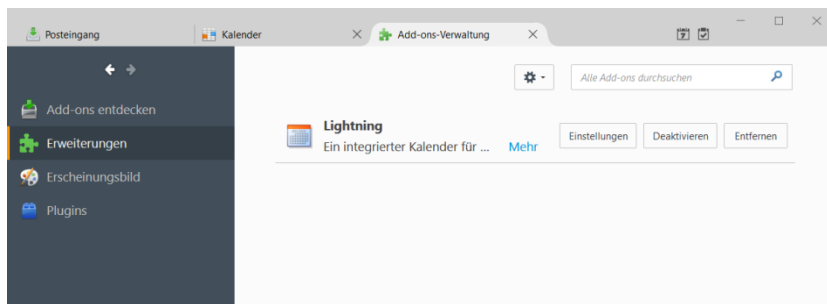 Posteingang
Kalender
Add-ons-Verwaltung
Alle Add-ons durchsuchen
Add-ons entdecken
Erweiterungen
Erscheinungsbild
Plugins
Lightning
Ein integrierter Kalender für ... Mehr
Einstellungen
Deaktivieren
Entfernen